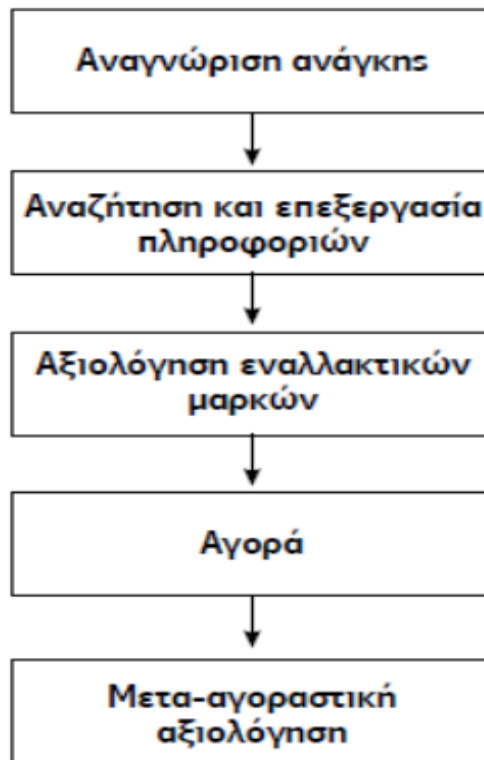 Αναγνώριση ανάγκης
Αναζήτηση και επεξεργασία
πληροφοριών
Αξιολόγηση εναλλακτικών
μαρκών
Αγορά
Μετα-αγοραστική
αξιολόγηση